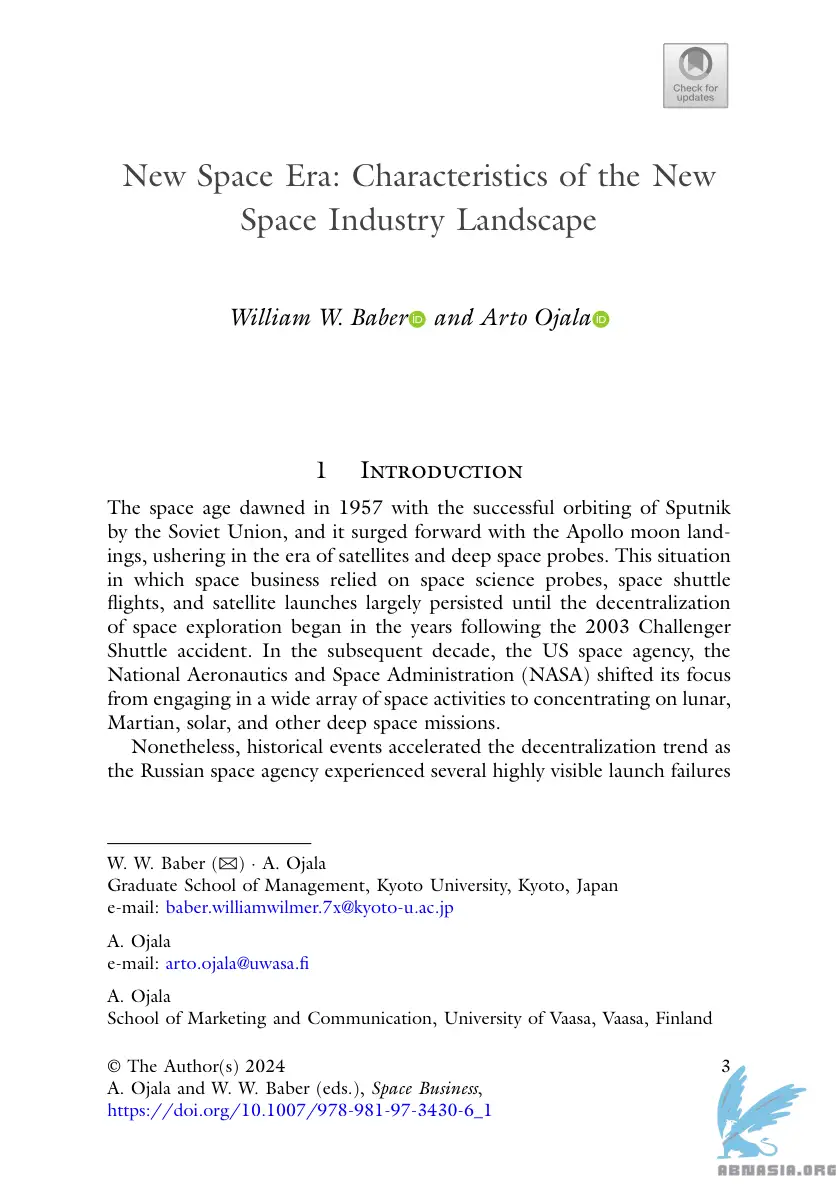 Check for
updates
New Space Era: Characteristics of the New
Space Industry Landscape
William W. Baber iD and Arto Ojala iD
1 Introduction
The space age dawned in 1957 with the successful orbiting of Sputnik
by the Soviet Union, and it surged forward with the Apollo moon land-
ings, ushering in the era of satellites and deep space probes. This situation
in which space business relied on space science probes, space shuttle
flights, and satellite launches largely persisted until the decentralization
of space exploration began in the years following the 2003 Challenger
Shuttle accident. In the subsequent decade, the US space agency, the
National Aeronautics and Space Administration (NASA) shifted its focus
from engaging in a wide array of space activities to concentrating on lunar,
Martian, solar, and other deep space missions.
Nonetheless, historical events accelerated the decentralization trend as
the Russian space agency experienced several highly visible launch failures
W. W. Baber (✉) · A. Ojala
Graduate School of Management, Kyoto University, Kyoto, Japan
e-mail: baber.williamwilmer.7x@kyoto-u.ac.jp
A. Ojala
e-mail: arto.ojala@uwasa.fi
A. Ojala
School of Marketing and Communication, University of Vaasa, Vaasa, Finland
© The Author(s) 2024 3
A. Ojala and W. W. Baber (eds.), Space Business,
https://doi.org/10.1007/978-981-97-3430-6_1
ABNASIA.ORG